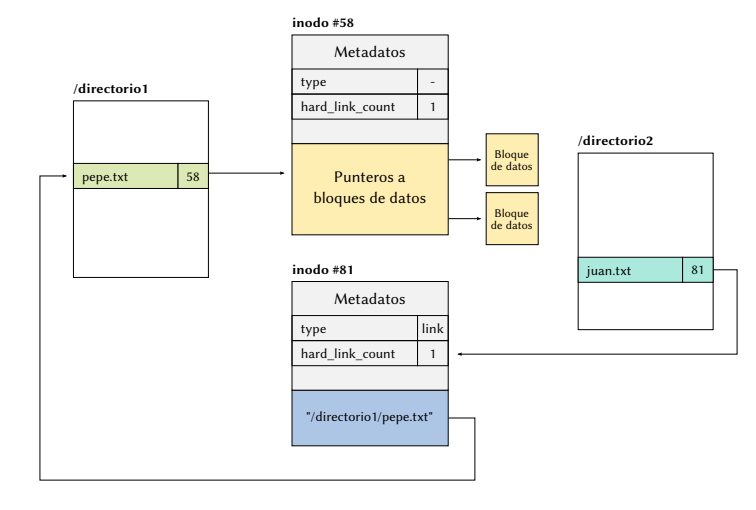 inodo #58
Metadatos
type -
hard_link_count 1
Punteros a
bloques de datos
Bloque
de datos
Bloque
de datos
/directorio1
pepe.txt 58
/directorio2
juan.txt 81
inodo #81
Metadatos
type link
hard_link_count 1
"/directorio1/pepe.txt"